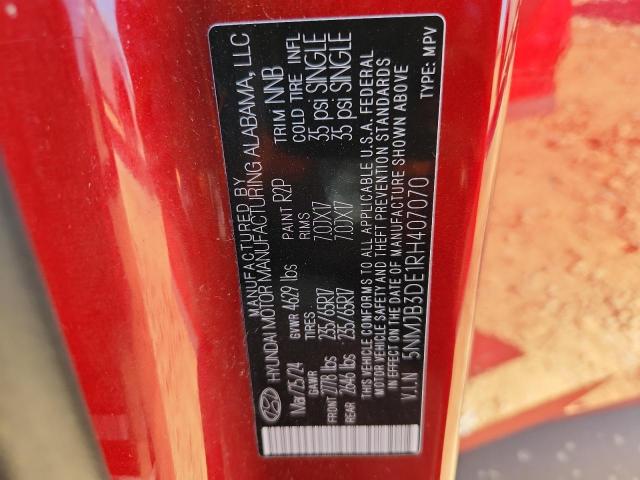 MANUFACTURED BY
HYUNDAI MOTOR MANUFACTURING ALABAMA, LLC
Mar/25/24 GVWR 4629 lbs PAINT R2P TRIM NNB
GAWR TIRES RIMS COLD TIRE INFL
FRONT 2778 lbs 235/65R17 7.0JX17 35 psi SINGLE
REAR 2646 lbs 235/65R17 7.0JX17 35 psi SINGLE
THIS VEHICLE CONFORMS TO ALL APPLICABLE U.S.A. FEDERAL
MOTOR VEHICLE SAFETY AND THEFT PREVENTION STANDARDS
IN EFFECT ON THE DATE OF MANUFACTURE SHOWN ABOVE
V.I.N 5NMJB3DE1RH407070 TYPE: MPV